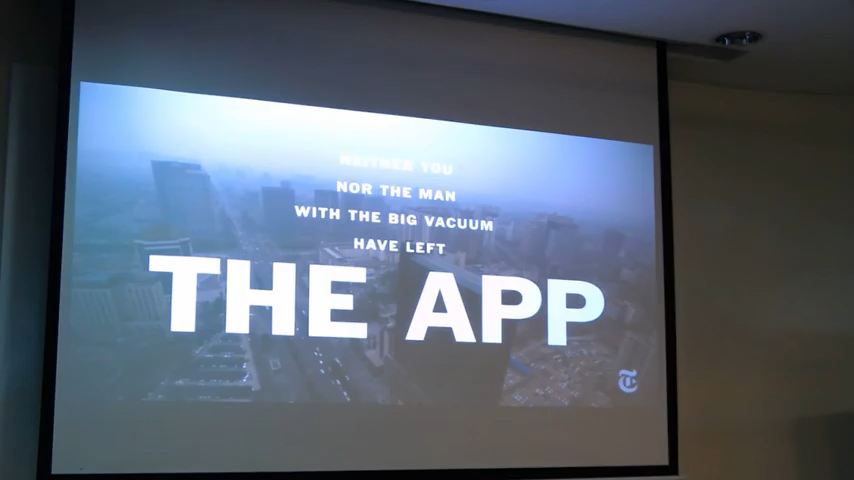 NEITHER YOU
NOR THE MAN
WITH THE BIG VACUUM
HAVE LEFT
THE APP
T